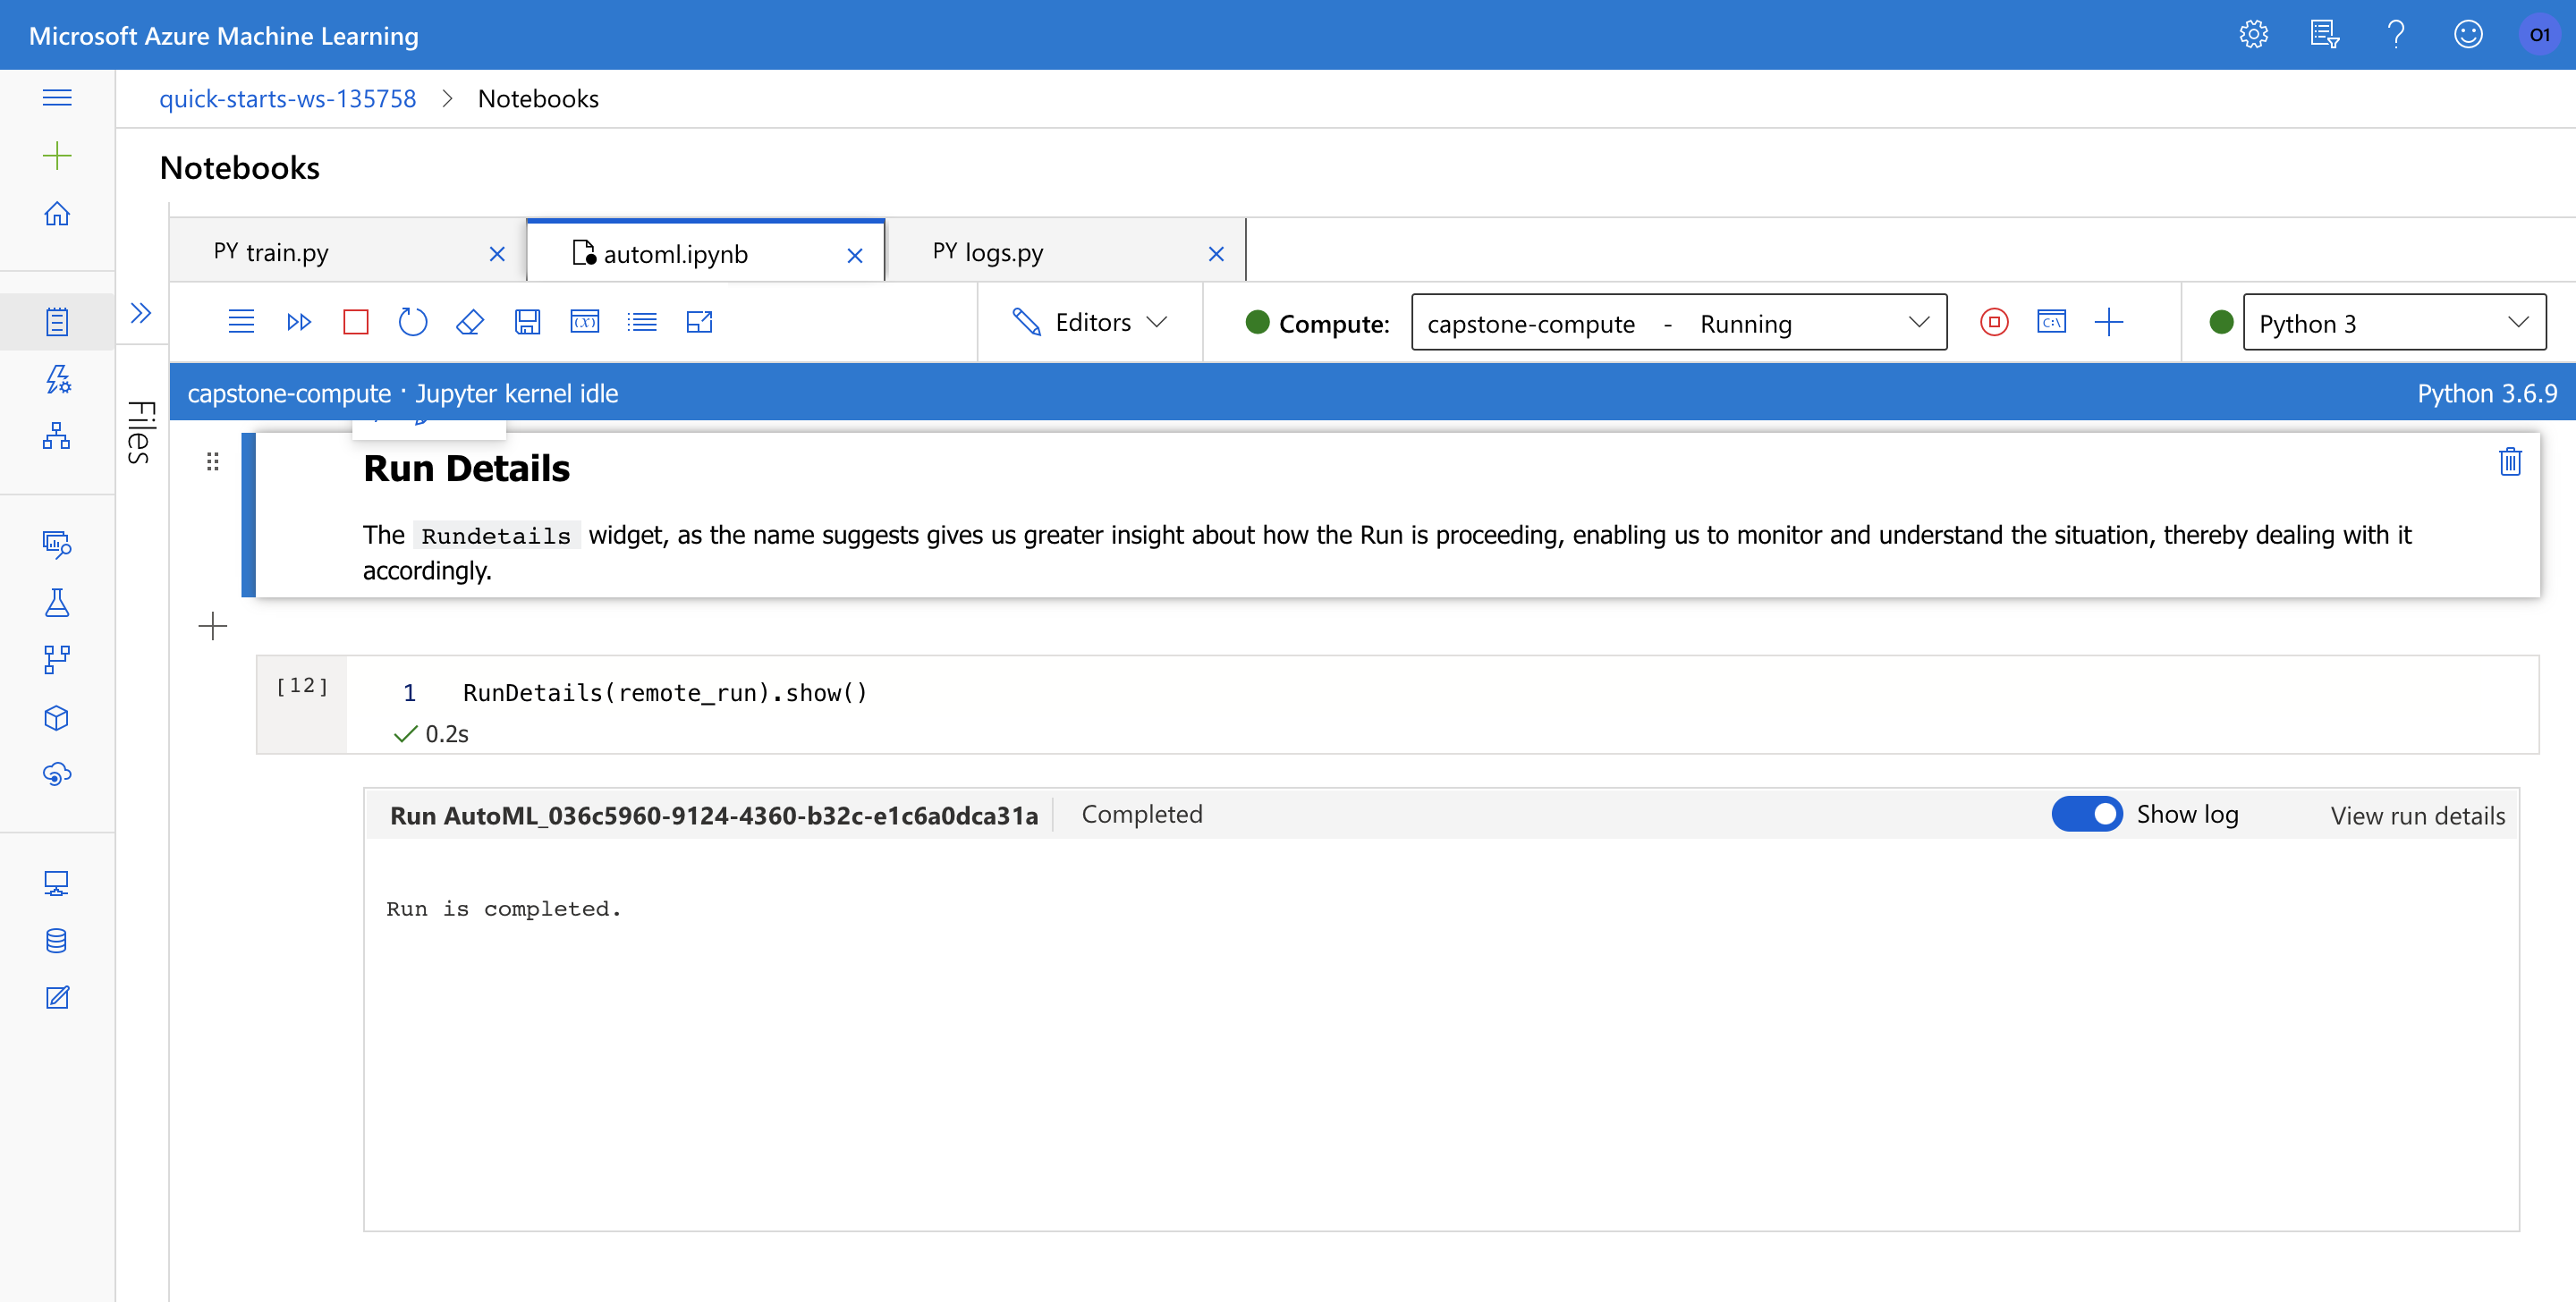 Microsoft Azure Machine Learning
O1
quick-starts-ws-135758 > Notebooks
Notebooks
PY train.py
automl.ipynb
PY logs.py
Editors
Compute:
capstone-compute - Running
Python 3
capstone-compute · Jupyter kernel idle
Python 3.6.9
Files
Run Details
The Rundetails widget, as the name suggests gives us greater insight about how the Run is proceeding, enabling us to monitor and understand the situation, thereby dealing with it
accordingly.
[12]
1 RunDetails(remote_run).show()
0.2s
Run AutoML_036c5960-9124-4360-b32c-e1c6a0dca31a
Completed
Show log
View run details
Run is completed.